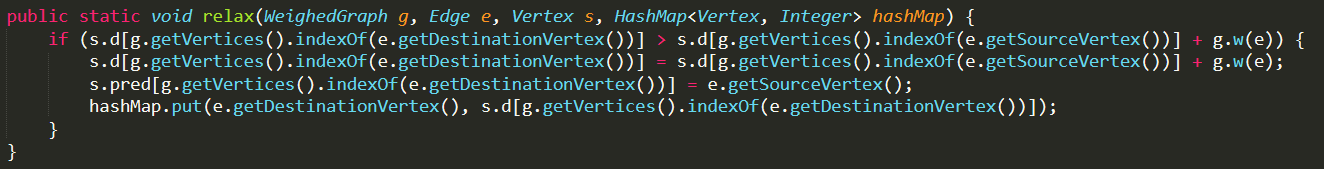 public static void relax(WeighedGraph g, Edge e, Vertex s, HashMap<Vertex, Integer> hashMap) {
    if (s.d[g.getVertices().indexOf(e.getDestinationVertex())] > s.d[g.getVertices().indexOf(e.getSourceVertex())] + g.w(e)) {
        s.d[g.getVertices().indexOf(e.getDestinationVertex())] = s.d[g.getVertices().indexOf(e.getSourceVertex())] + g.w(e);
        s.pred[g.getVertices().indexOf(e.getDestinationVertex())] = e.getSourceVertex();
        hashMap.put(e.getDestinationVertex(), s.d[g.getVertices().indexOf(e.getDestinationVertex())]);
    }
}